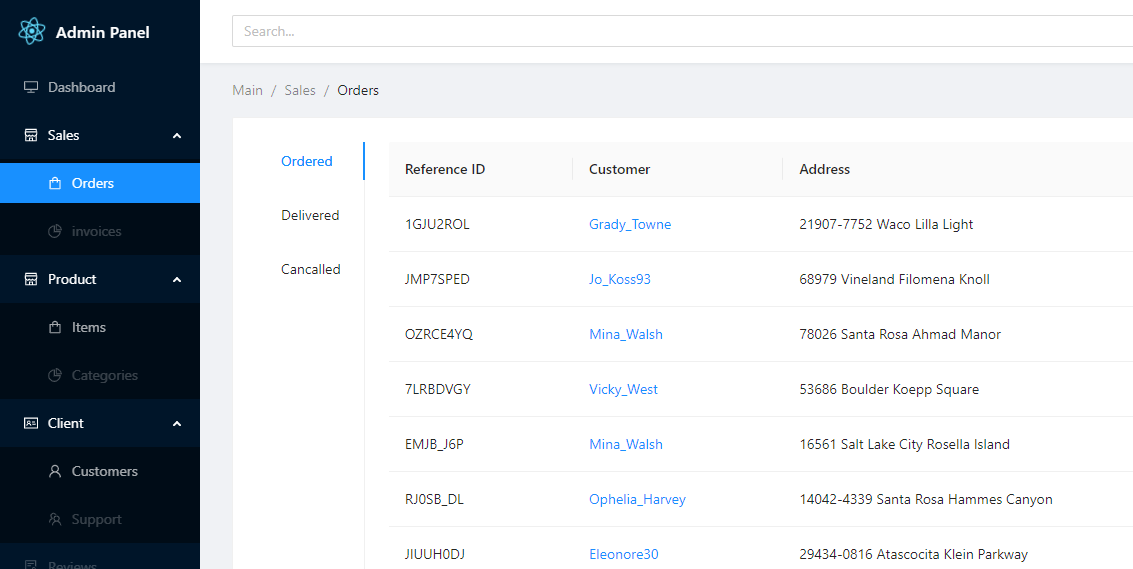 Admin Panel
Search...
Dashboard
Sales
Orders
invoices
Product
Items
Categories
Client
Customers
Support
Reviews
Main / Sales / Orders
Ordered
Delivered
Cancalled
Reference ID Customer Address
1GJU2ROL Grady_Towne 21907-7752 Waco Lilla Light
JMP7SPED Jo_Koss93 68979 Vineland Filomena Knoll
OZRCE4YQ Mina_Walsh 78026 Santa Rosa Ahmad Manor
7LRBDVGY Vicky_West 53686 Boulder Koepp Square
EMJB_J6P Mina_Walsh 16561 Salt Lake City Rosella Island
RJ0SB_DL Ophelia_Harvey 14042-4339 Santa Rosa Hammes Canyon
JIUUH0DJ Eleonore30 29434-0816 Atascocita Klein Parkway